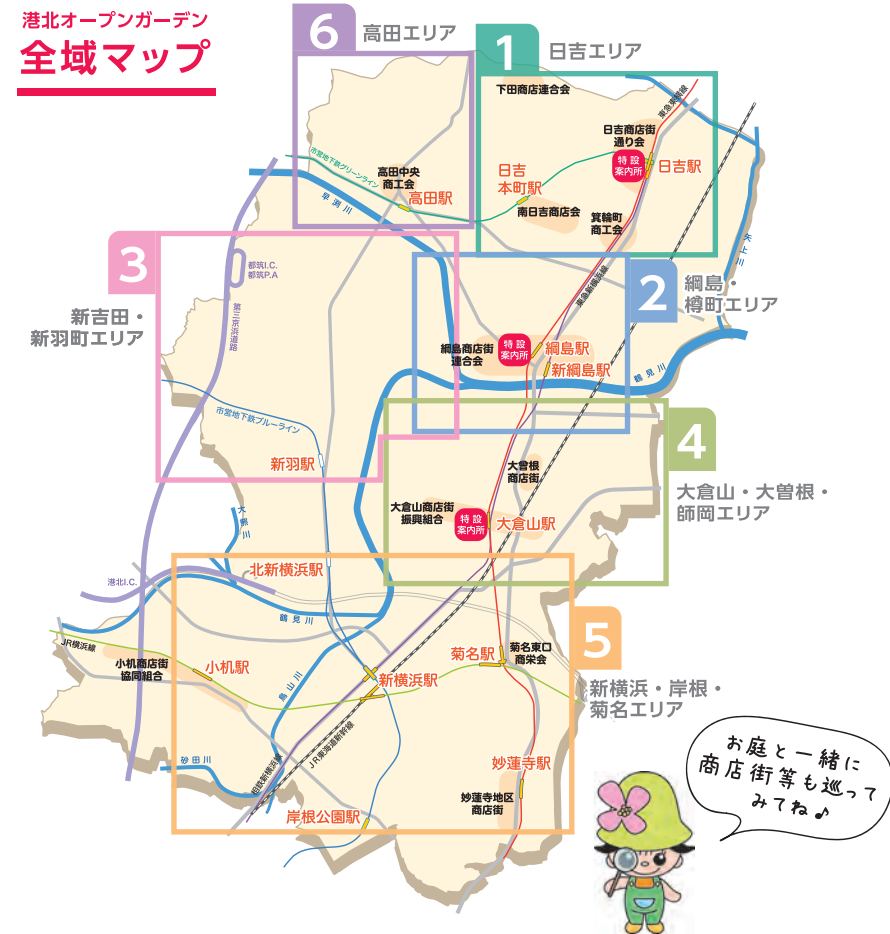 港北オープンガーデン
全域マップ
6
高田エリア
1
日吉エリア
下田商店連合会
東急東横線
日吉商店街
通り会
特設
案内所
日吉駅
市営地下鉄グリーンライン
高田中央
商工会
高田駅
日吉
本町駅
南日吉商店会
箕輪町
商工会
早渕川
矢上川
3
新吉田・
新羽町エリア
都筑I.C.
都筑P.A
第三京浜道路
東急新横浜線
2
綱島・
樽町エリア
綱島商店街
連合会
特設
案内所
綱島駅
新綱島駅
鶴見川
市営地下鉄ブルーライン
新羽駅
4
大倉山・大曽根・
師岡エリア
大曽根
商店街
大倉山商店街
振興組合
特設
案内所
大倉山駅
大熊川
北新横浜駅
港北I.C.
鶴見川
5
新横浜・岸根・
菊名エリア
JR横浜線
小机商店街
協同組合
小机駅
菊名駅
菊名東口
商栄会
新横浜駅
鳥山川
JR東海道新幹線
相鉄新横浜線
砂田川
妙蓮寺駅
妙蓮寺地区
商店街
岸根公園駅
お庭と一緒に
商店街等も巡って
みてね♪